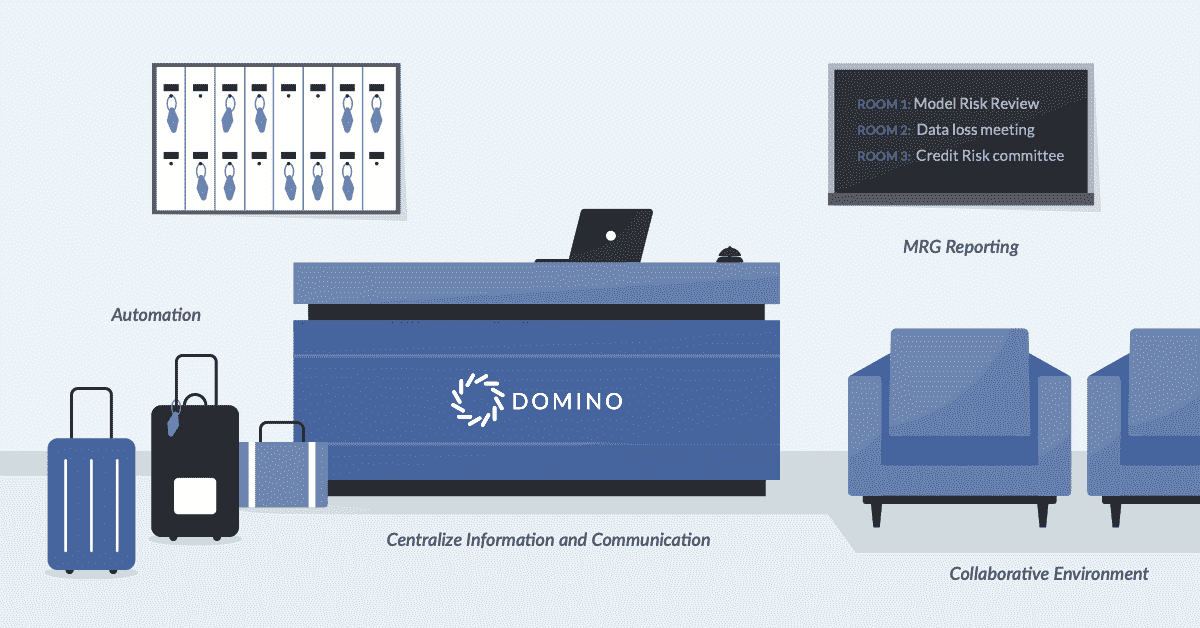 ROOM 1: Model Risk Review
ROOM 2: Data loss meeting
ROOM 3: Credit Risk committee
MRG Reporting
Automation
DOMINO
Centralize Information and Communication
Collaborative Environment